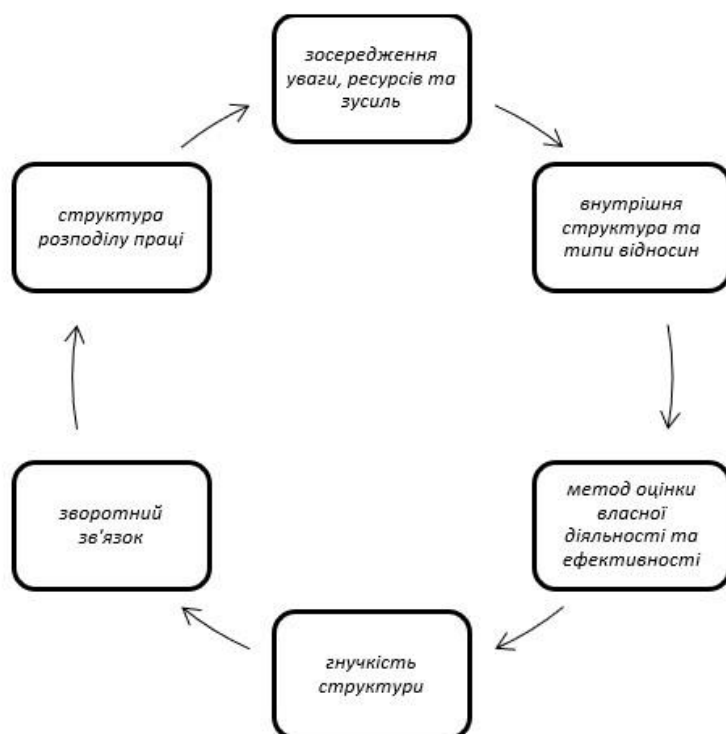 зосередження
уваги, ресурсів та
зусиль
внутрішня
структура та
типи відносин
метод оцінки
власної
діяльності та
ефективності
гнучкість
структури
зворотний
зв'язок
структура
розподілу праці